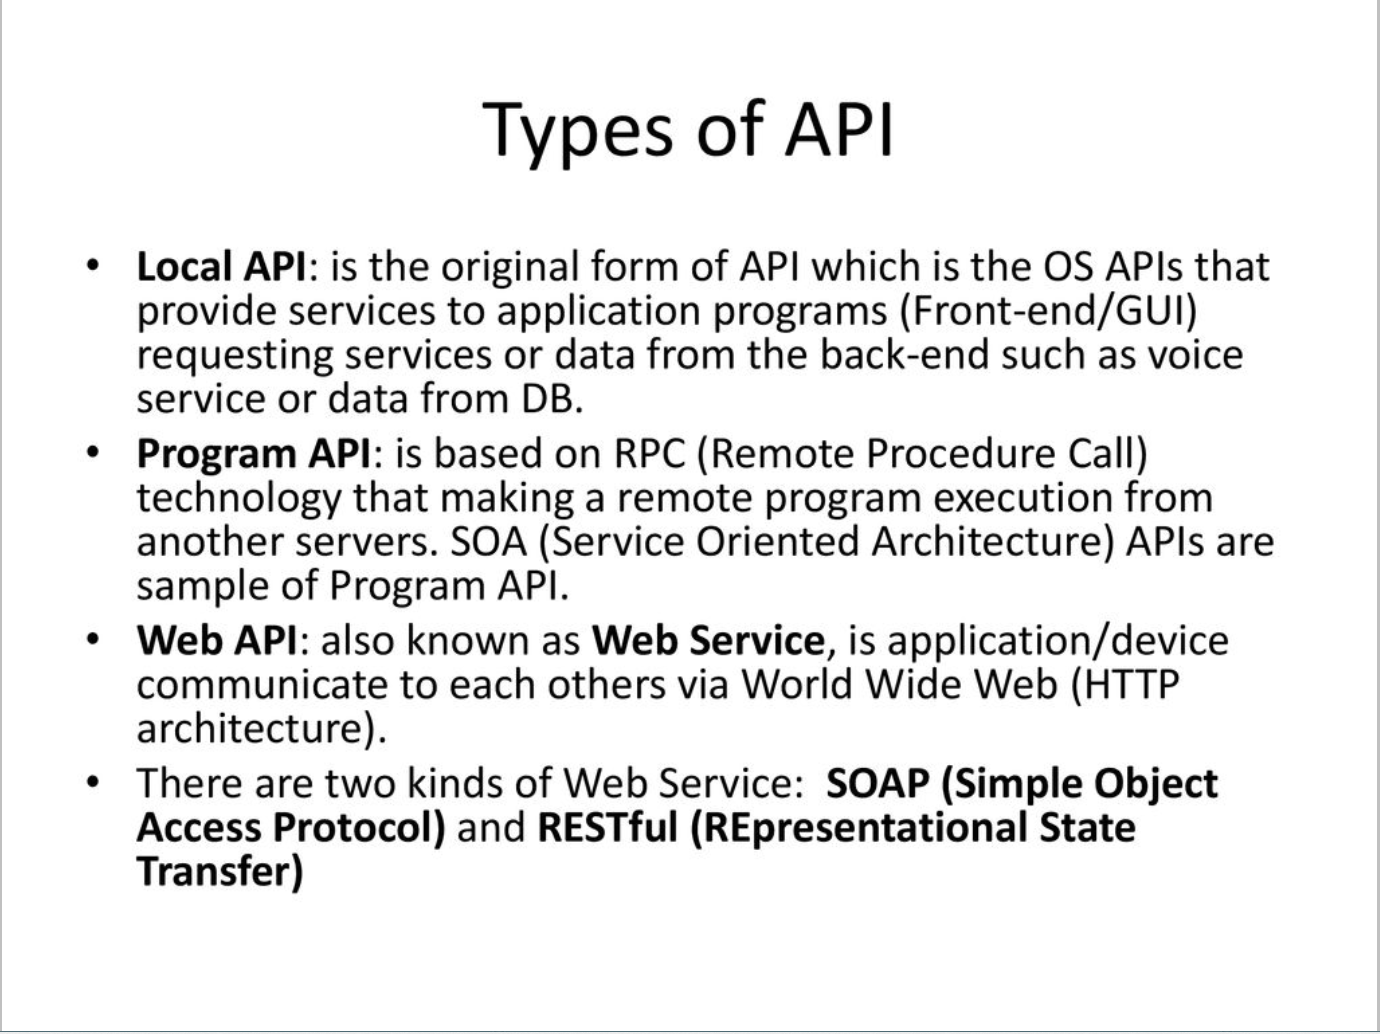 Types of API
• Local API: is the original form of API which is the OS APIs that
provide services to application programs (Front-end/GUI)
requesting services or data from the back-end such as voice
service or data from DB.
• Program API: is based on RPC (Remote Procedure Call)
technology that making a remote program execution from
another servers. SOA (Service Oriented Architecture) APIs are
sample of Program API.
• Web API: also known as Web Service, is application/device
communicate to each others via World Wide Web (HTTP
architecture).
• There are two kinds of Web Service:  SOAP (Simple Object
Access Protocol) and RESTful (REpresentational State
Transfer)